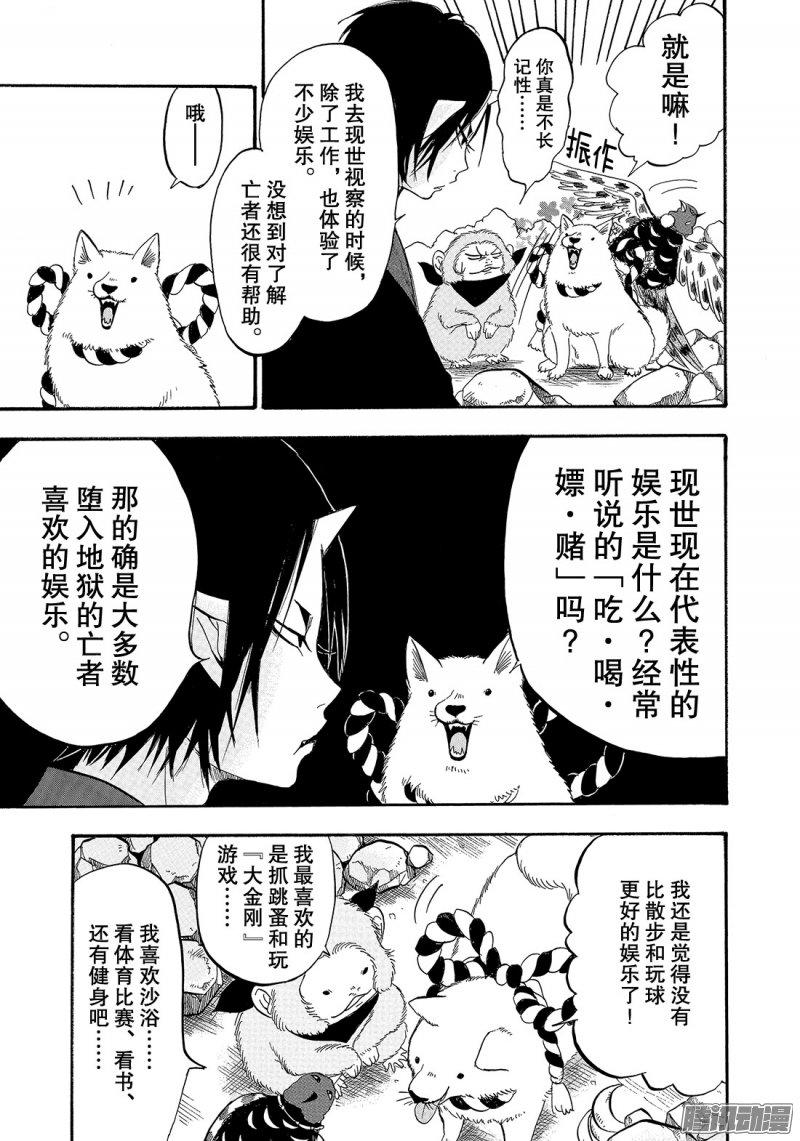 就是嘛！
你真是不长
记性……
振作
我去现世视察的时候，
除了工作，也体验了
不少娱乐。
没想到对了解
亡者还很有帮助。
哦
——
现世现在代表性的
娱乐是什么？经常
听说的「吃·喝·
嫖·赌」吗？
那的确是大多数
堕入地狱的亡者
喜欢的娱乐。
我还是觉得没有
比散步和玩球
更好的娱乐了！
我最喜欢的
是抓跳蚤和玩
『大金刚』
游戏……
我喜欢沙浴……
看体育比赛、看书、
还有健身吧……
腾讯动漫